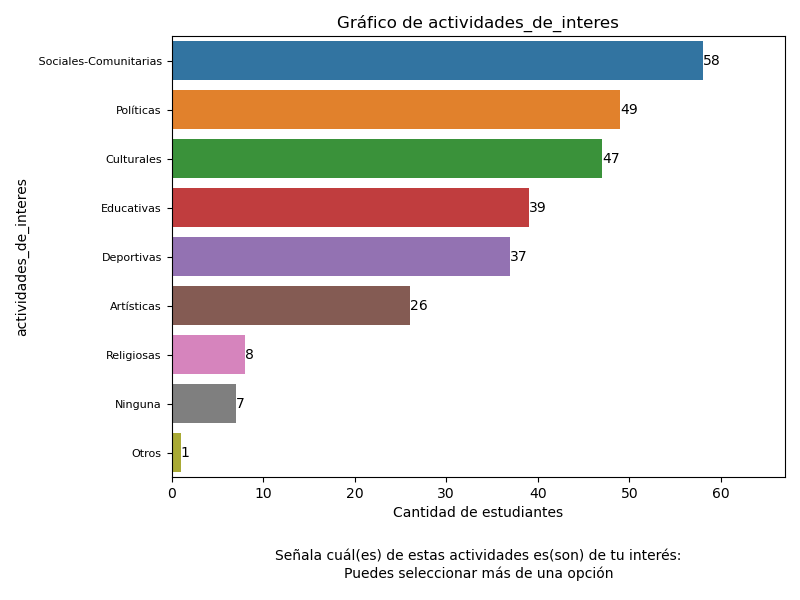 Gráfico de actividades_de_interes
Sociales-Comunitarias
58
Políticas
49
Culturales
47
Educativas
39
Deportivas
37
Artísticas
26
Religiosas
8
Ninguna
7
Otros
1
actividades_de_interes
0 10 20 30 40 50 60
Cantidad de estudiantes
Señala cuál(es) de estas actividades es(son) de tu interés:
Puedes seleccionar más de una opción